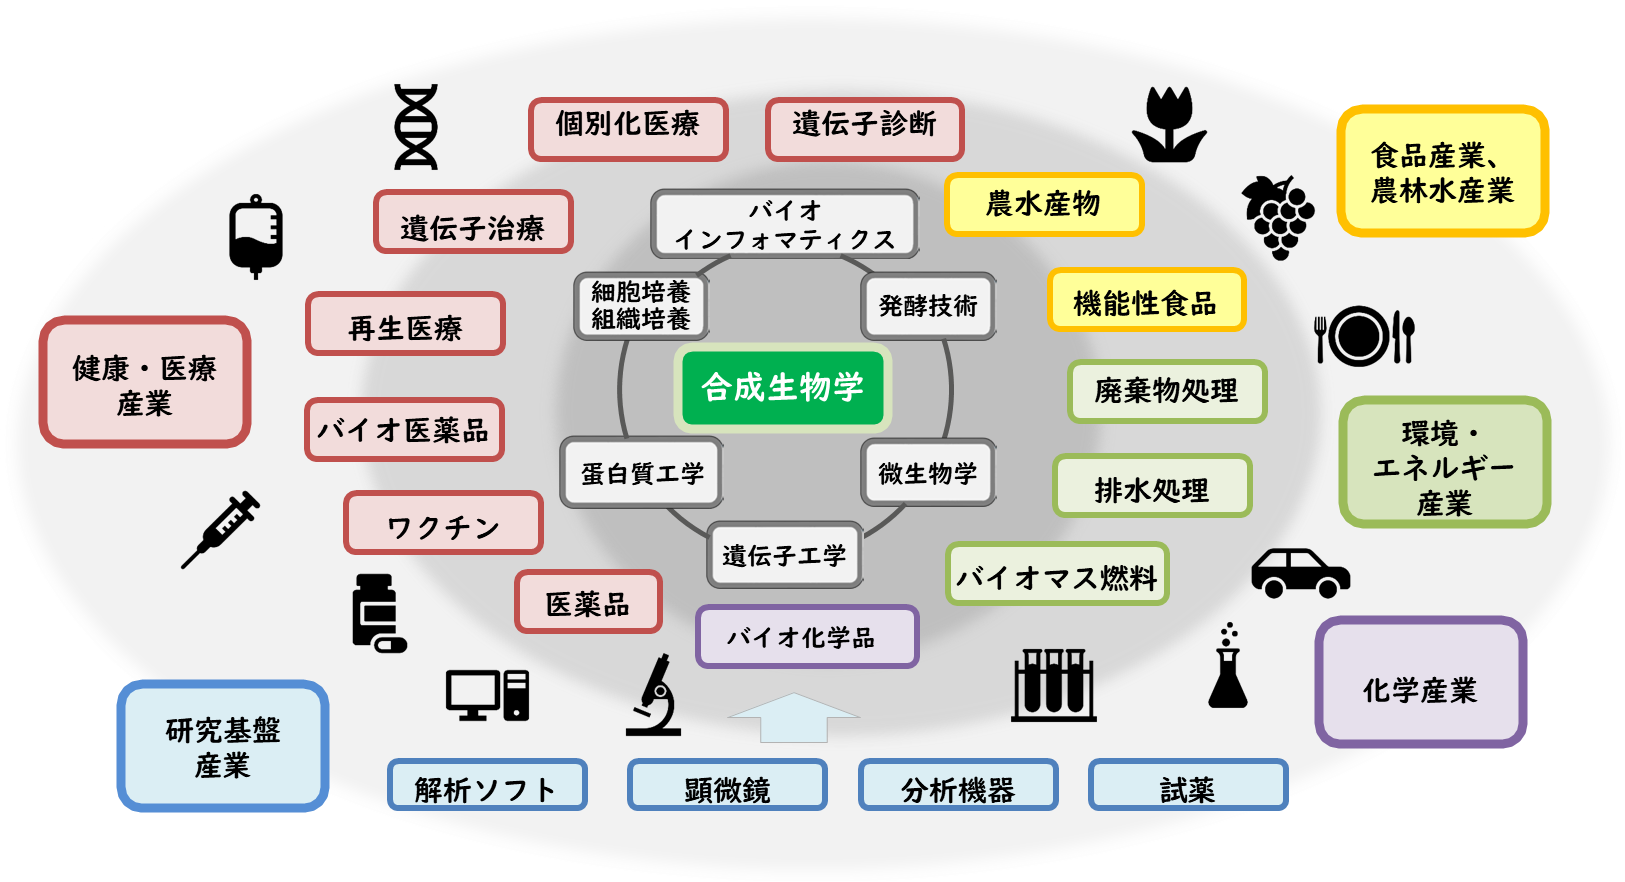 個別化医療
遺伝子診断
遺伝子治療
農水産物
食品産業、
農林水産業
バイオ
インフォマティクス
細胞培養
組織培養
発酵技術
機能性食品
再生医療
健康・医療
産業
合成生物学
廃棄物処理
バイオ医薬品
環境・
エネルギー
産業
蛋白質工学
微生物学
排水処理
ワクチン
遺伝子工学
バイオマス燃料
医薬品
バイオ化学品
化学産業
研究基盤
産業
解析ソフト
顕微鏡
分析機器
試薬